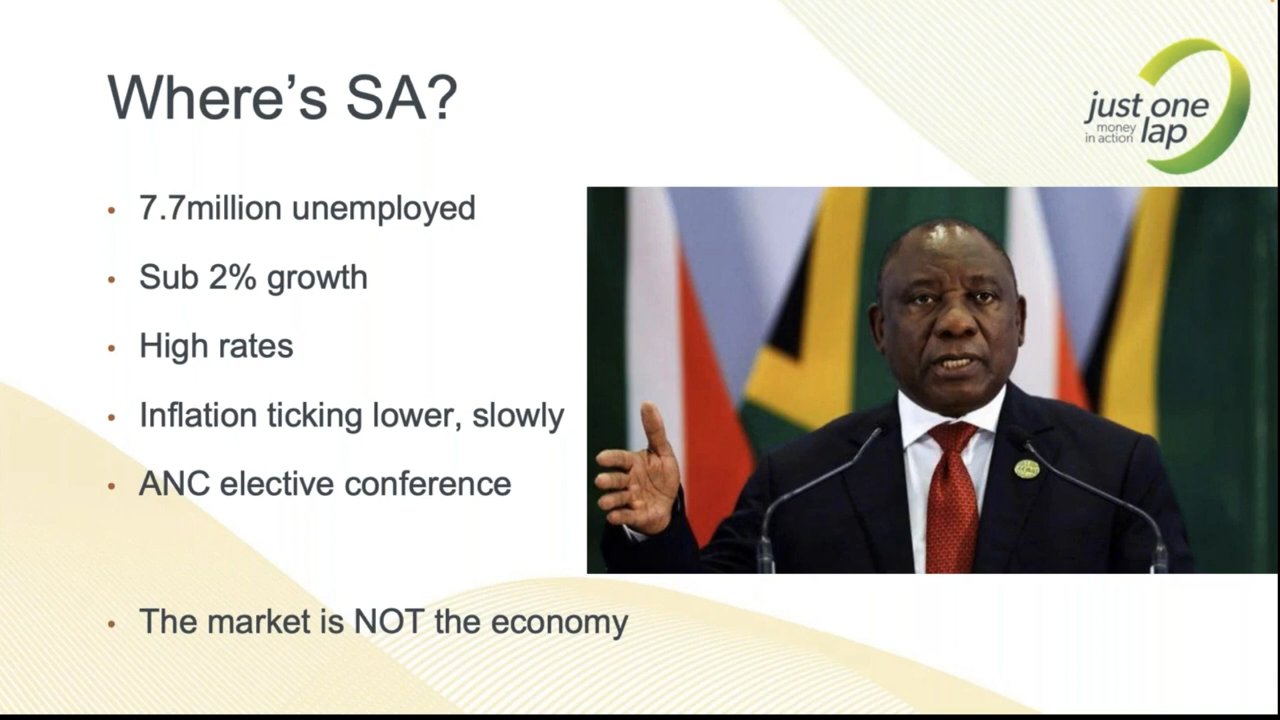 Where's SA?
just one
money
in action lap
7.7million unemployed
Sub 2% growth
High rates
Inflation ticking lower, slowly
ANC elective conference
The market is NOT the economy